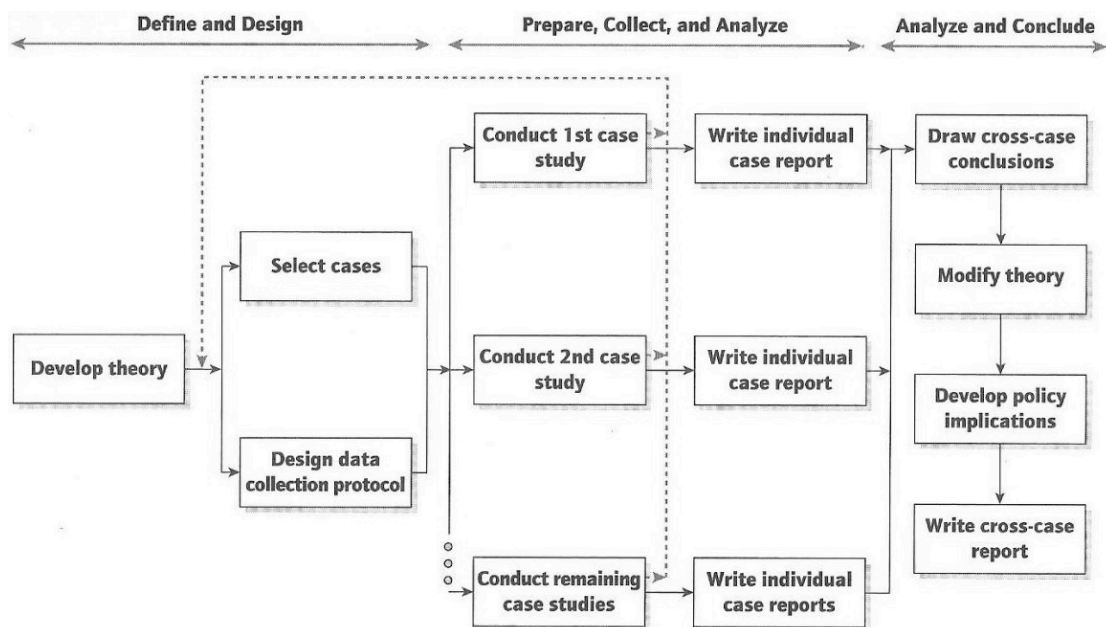 Define and Design
Prepare, Collect, and Analyze
Analyze and Conclude
Develop theory
Select cases
Design data
collection protocol
Conduct 1st case
study
Conduct 2nd case
study
Conduct remaining
case studies
Write individual
case report
Write individual
case report
Write individual
case reports
Draw cross-case
conclusions
Modify theory
Develop policy
implications
Write cross-case
report